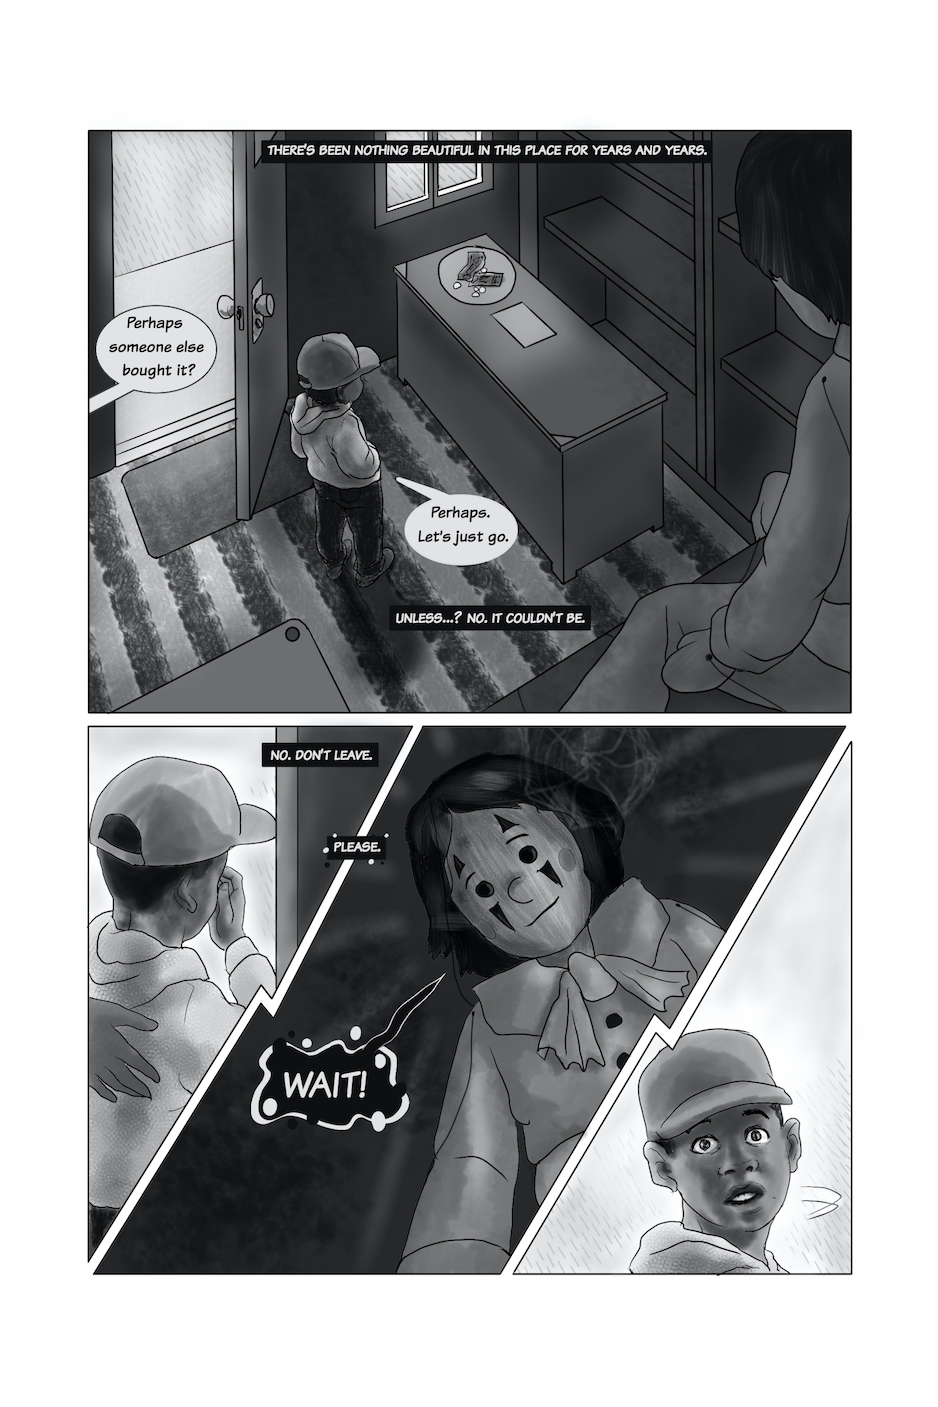 THERE'S BEEN NOTHING BEAUTIFUL IN THIS PLACE FOR YEARS AND YEARS.
Perhaps
someone else
bought it?
Perhaps.
Let's just go.
UNLESS...? NO. IT COULDN'T BE.
NO. DON'T LEAVE.
PLEASE.
WAIT!